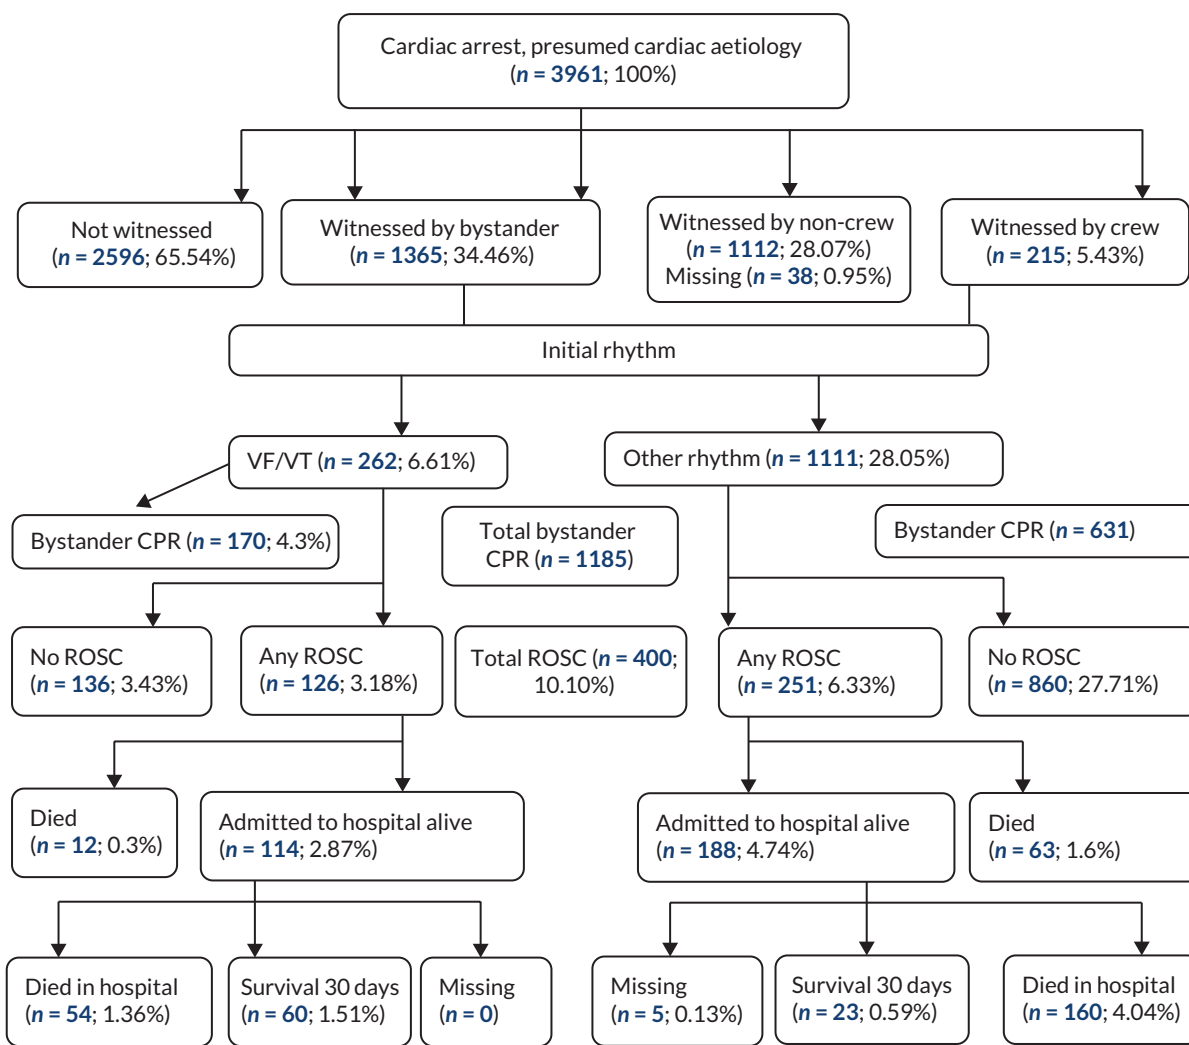 Cardiac arrest, presumed cardiac aetiology
(n = 3961; 100%)
Not witnessed
(n = 2596; 65.54%)
Witnessed by bystander
(n = 1365; 34.46%)
Witnessed by non-crew
(n = 1112; 28.07%)
Missing (n = 38; 0.95%)
Witnessed by crew
(n = 215; 5.43%)
Initial rhythm
VF/VT (n = 262; 6.61%)
Other rhythm (n = 1111; 28.05%)
Bystander CPR (n = 170; 4.3%)
Total bystander
CPR (n = 1185)
Bystander CPR (n = 631)
No ROSC
(n = 136; 3.43%)
Any ROSC
(n = 126; 3.18%)
Total ROSC (n = 400;
10.10%)
Any ROSC
(n = 251; 6.33%)
No ROSC
(n = 860; 27.71%)
Died
(n = 12; 0.3%)
Admitted to hospital alive
(n = 114; 2.87%)
Admitted to hospital alive
(n = 188; 4.74%)
Died
(n = 63; 1.6%)
Died in hospital
(n = 54; 1.36%)
Survival 30 days
(n = 60; 1.51%)
Missing
(n = 0)
Missing
(n = 5; 0.13%)
Survival 30 days
(n = 23; 0.59%)
Died in hospital
(n = 160; 4.04%)